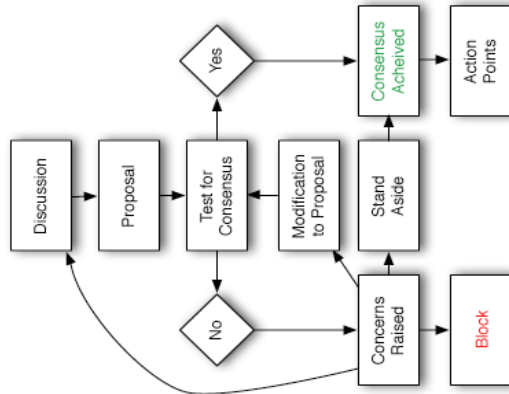 Discussion
Proposal
Test for
Consensus
Yes
No
Modification
to Proposal
Concerns
Raised
Stand
Aside
Consensus
Acheived
Block
Action
Points